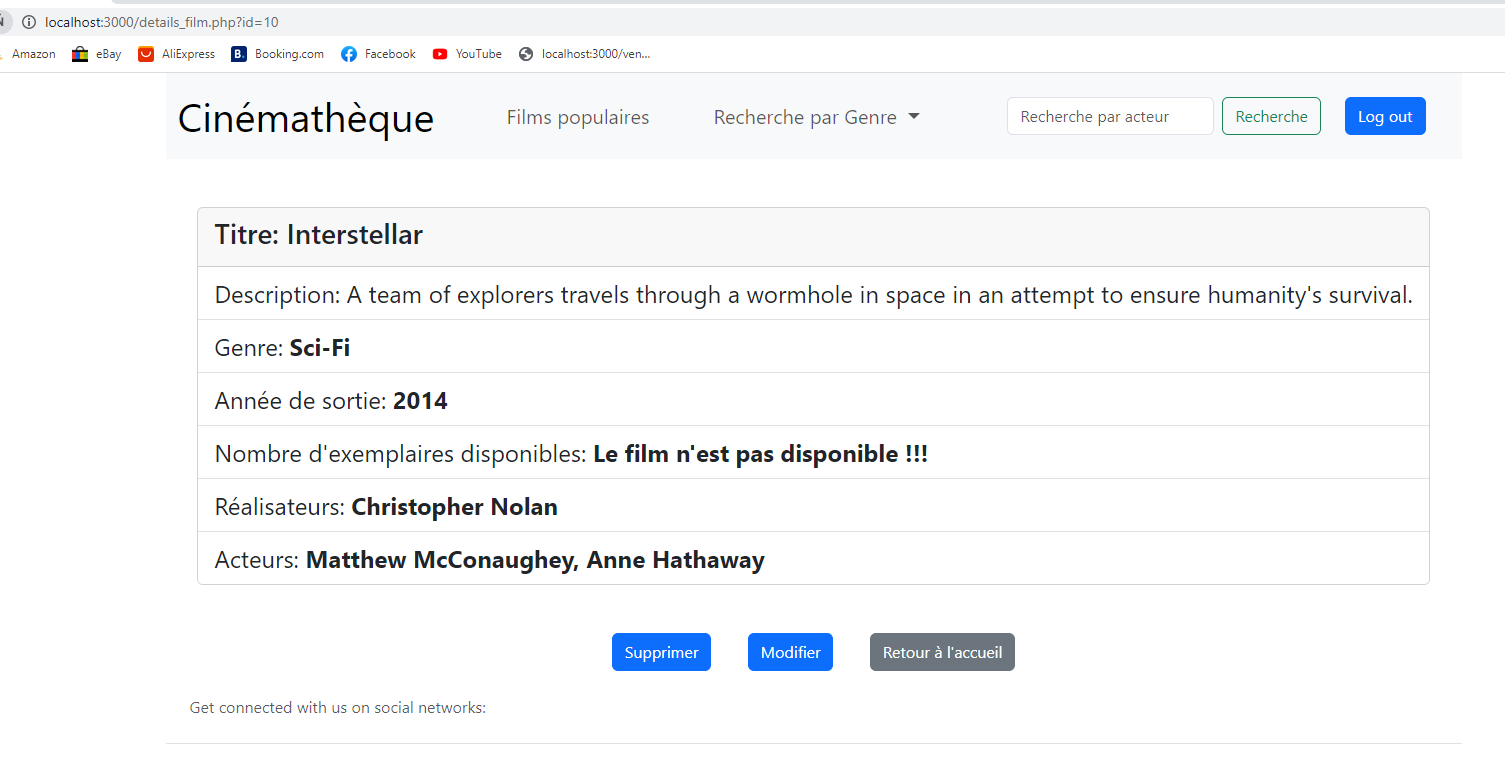 localhost:3000/details_film.php?id=10
Amazon eBay AliExpress B. Booking.com Facebook YouTube localhost:3000/ven...
Cinémathèque Films populaires Recherche par Genre Recherche par acteur Recherche Log out
Titre: Interstellar
Description: A team of explorers travels through a wormhole in space in an attempt to ensure humanity's survival.
Genre: Sci-Fi
Année de sortie: 2014
Nombre d'exemplaires disponibles: Le film n'est pas disponible !!!
Réalisateurs: Christopher Nolan
Acteurs: Matthew McConaughey, Anne Hathaway
Supprimer Modifier Retour à l'accueil
Get connected with us on social networks: